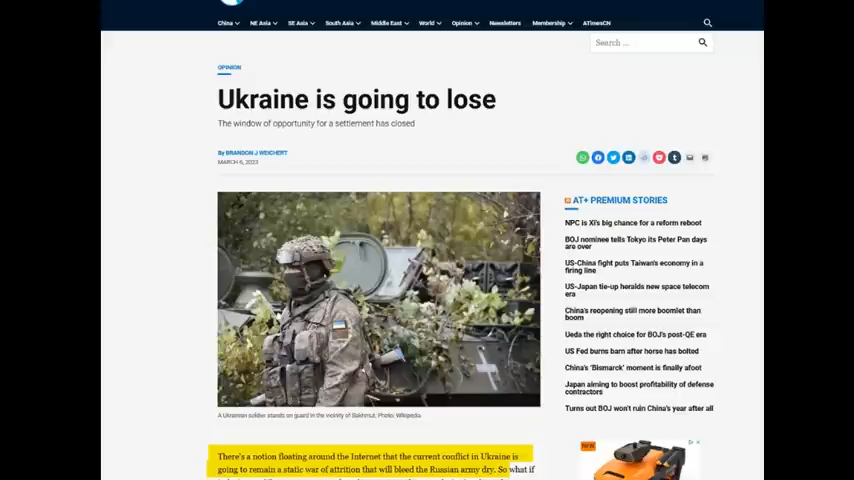 China NE Asia SE Asia South Asia Middle East World Opinion Newsletters Membership ATimesCN
Search ...
OPINION
Ukraine is going to lose
The window of opportunity for a settlement has closed
By BRANDON J WEICHERT
MARCH 6, 2023
AT+ PREMIUM STORIES
NPC is Xi's big chance for a reform reboot
BOJ nominee tells Tokyo its Peter Pan days
are over
US-China fight puts Taiwan's economy in a
firing line
US-Japan tie-up heralds new space telecom
era
China's reopening still more boomlet than
boom
Ueda the right choice for BOJ's post-QE era
US Fed burns barn after horse has bolted
China's 'Bismarck' moment is finally afoot
Japan aiming to boost profitability of defense
contractors
Turns out BOJ won't ruin China's year after all
A Ukrainian soldier stands on guard in the vicinity of Bakhmut. Photo: Wikipedia
There's a notion floating around the Internet that the current conflict in Ukraine is
going to remain a static war of attrition that will bleed the Russian army dry. So what if
NEW